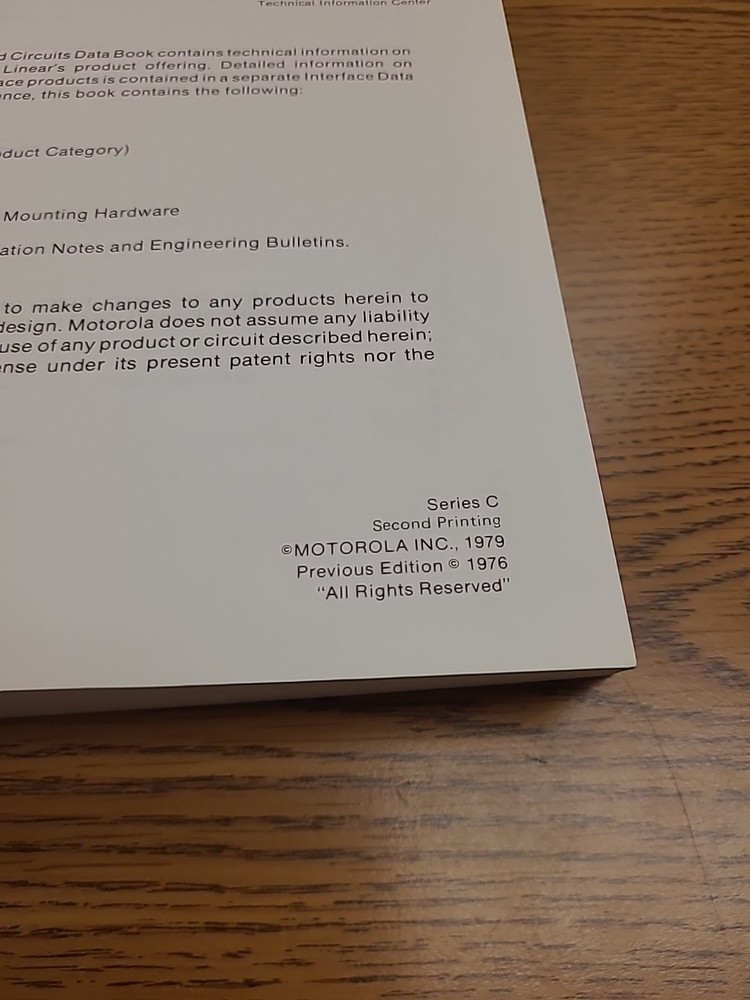 Technical Information Center
d Circuits Data Book contains technical information on
Linear's product offering. Detailed information on
ace products is contained in a separate Interface Data
ence, this book contains the following:
duct Category)
Mounting Hardware
ation Notes and Engineering Bulletins.
to make changes to any products herein to
design. Motorola does not assume any liability
use of any product or circuit described herein;
ense under its present patent rights nor the
Series C
Second Printing
©MOTOROLA INC., 1979
Previous Edition © 1976
"All Rights Reserved"